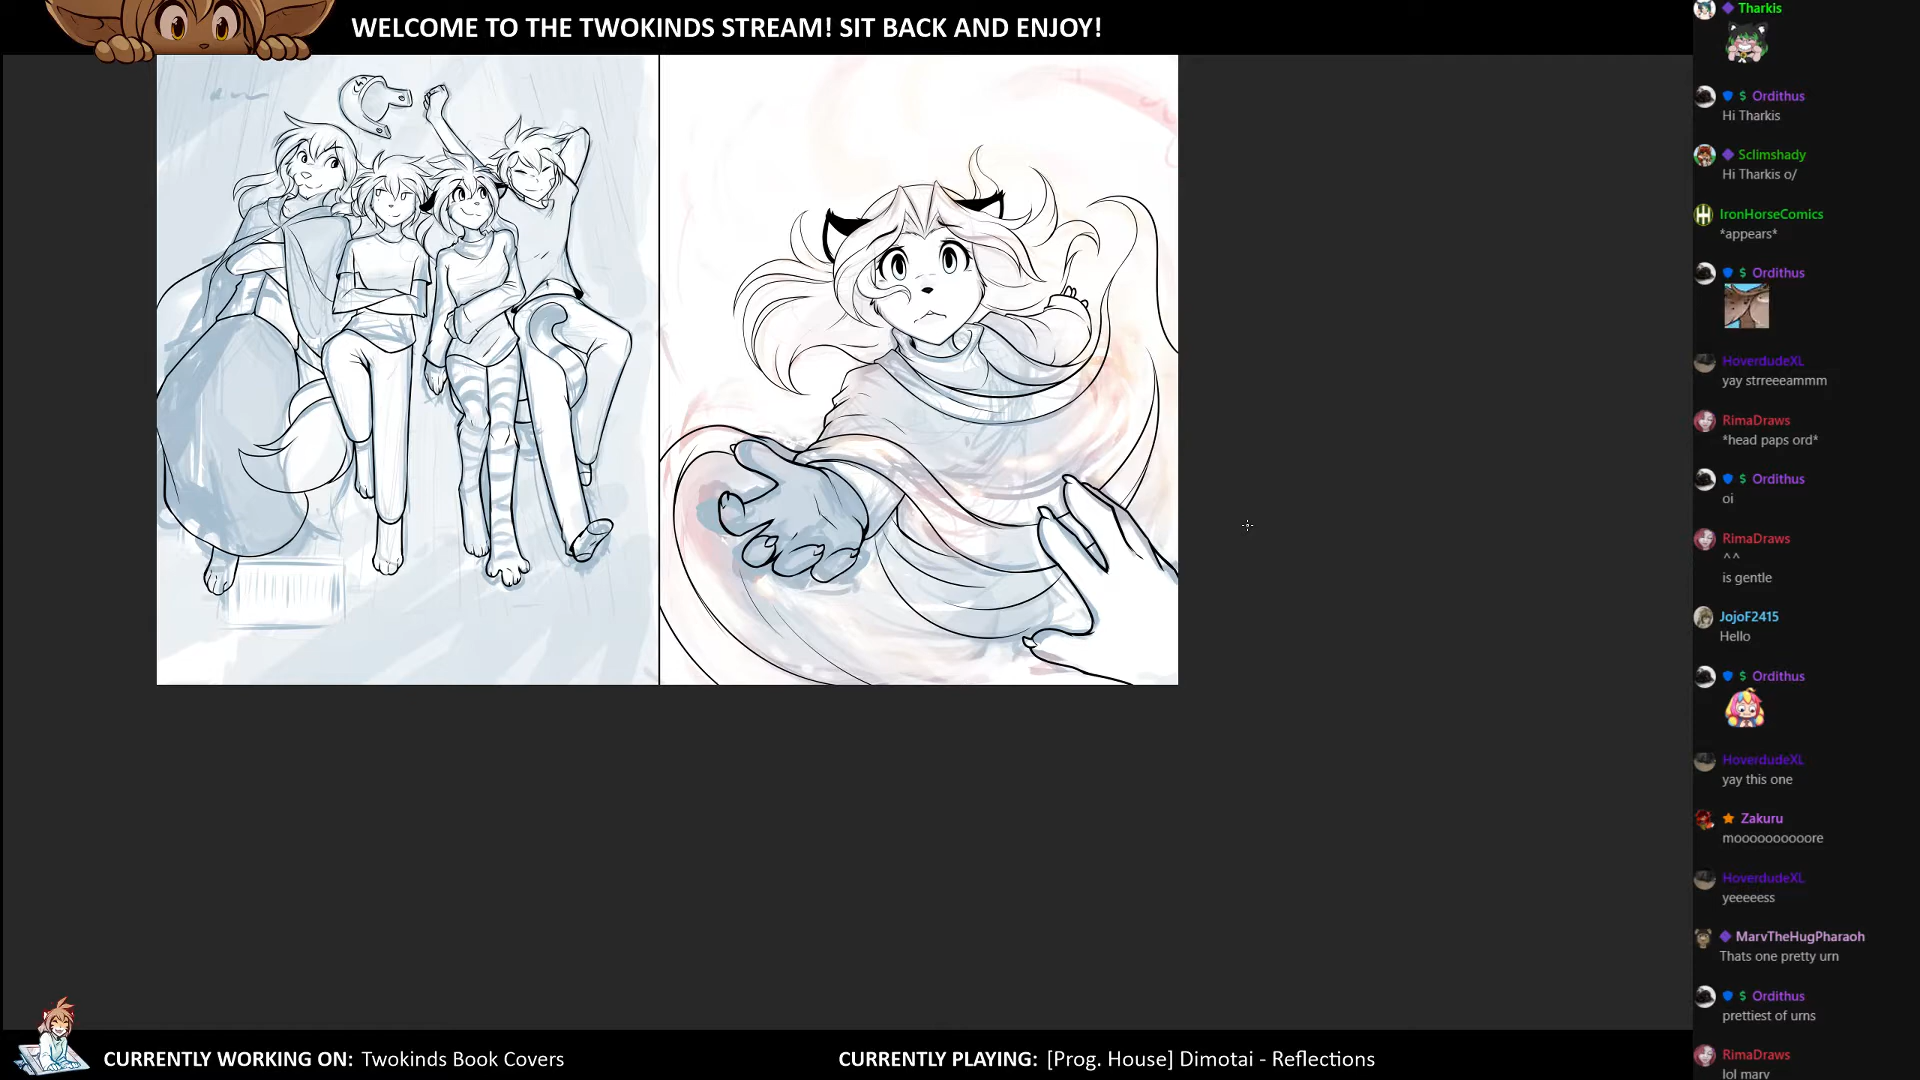 WELCOME TO THE TWOKINDS STREAM! SIT BACK AND ENJOY!
Tharkis
$ Ordithus
Hi Tharkis
Sclimshady
Hi Tharkis o/
IronHorseComics
*appears*
$ Ordithus
HoverdudeXL
yay strreeeammm
RimaDraws
*head paps ord*
$ Ordithus
oi
RimaDraws
^^
is gentle
JojoF2415
Hello
$ Ordithus
HoverdudeXL
yay this one
Zakuru
moooooooooore
HoverdudeXL
yeeeeess
MarvTheHugPharaoh
Thats one pretty urn
$ Ordithus
prettiest of urns
RimaDraws
lol marv
CURRENTLY WORKING ON: Twokinds Book Covers
CURRENTLY PLAYING: [Prog. House] Dimotai - Reflections